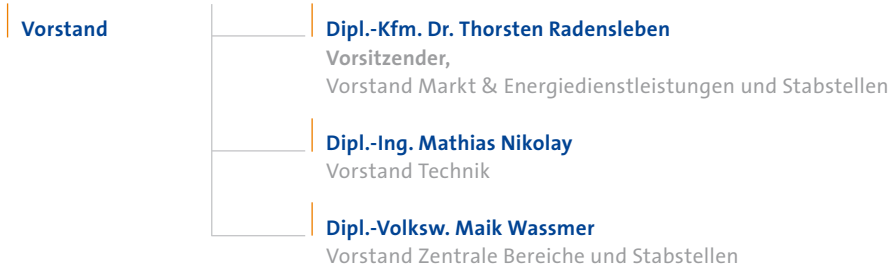 Vorstand
Dipl.-Kfm. Dr. Thorsten Radensleben
Vorsitzender,
Vorstand Markt & Energiedienstleistungen und Stabstellen
Dipl.-Ing. Mathias Nikolay
Vorstand Technik
Dipl.-Volksw. Maik Wassmer
Vorstand Zentrale Bereiche und Stabstellen